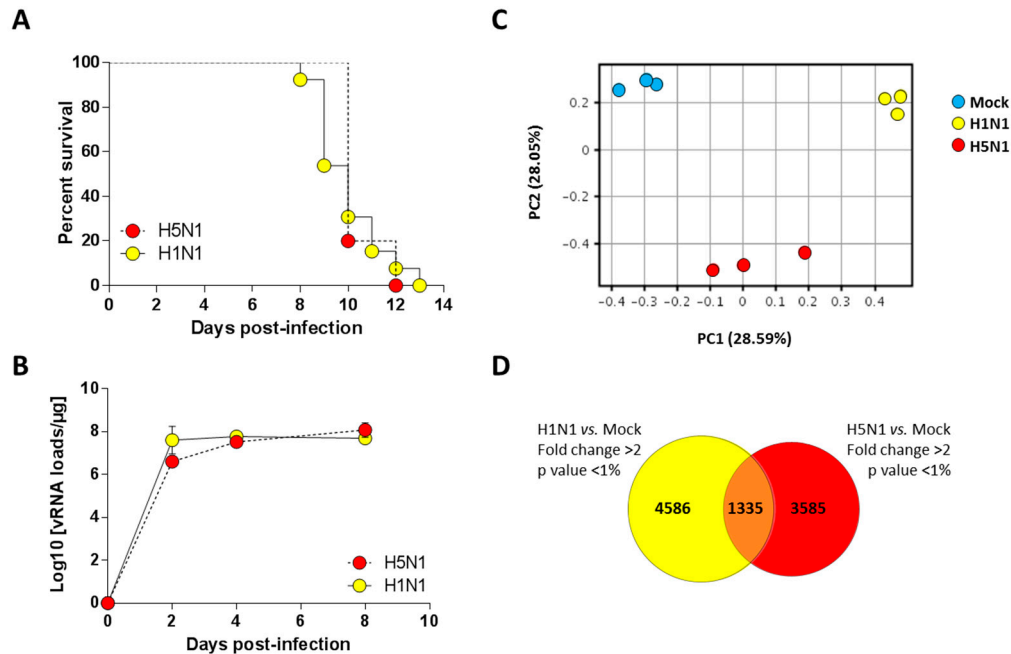 A
Percent survival
100
80
60
40
20
0
H5N1
H1N1
0 2 4 6 8 10 12 14
Days post-infection
B
Log10 [vRNA loads/µg]
10
8
6
4
2
0
H5N1
H1N1
0 2 4 6 8 10
Days post-infection
C
PC2 (28.05%)
0.2
0
−0.2
−0.4
−0.4 −0.3 −0.2 −0.1 0 0.1 0.2 0.3 0.4
PC1 (28.59%)
Mock
H1N1
H5N1
D
H1N1 vs. Mock
Fold change >2
p value <1%
H5N1 vs. Mock
Fold change >2
p value <1%
4586 1335 3585